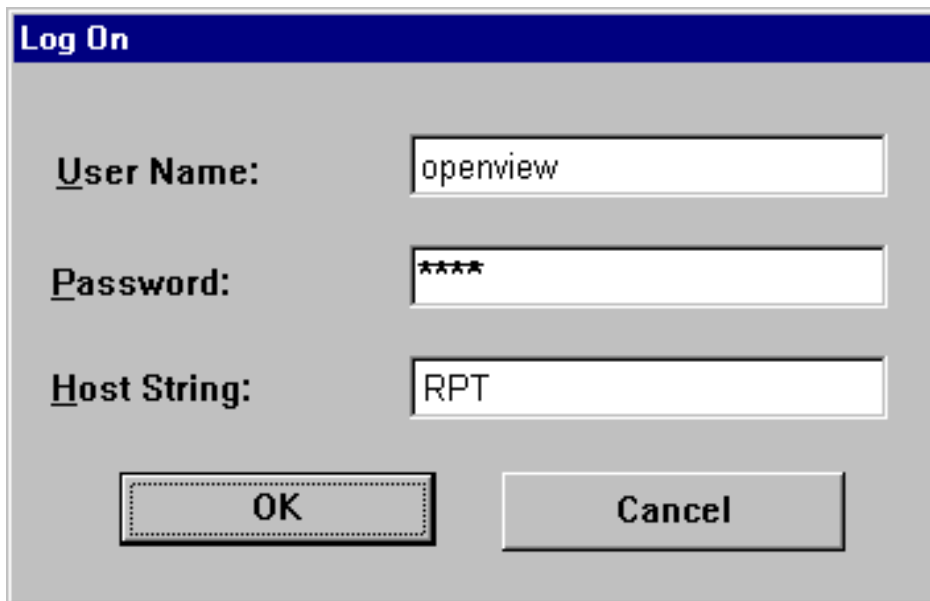 Log On
User Name: openview
Password: ****
Host String: RPT
OK Cancel